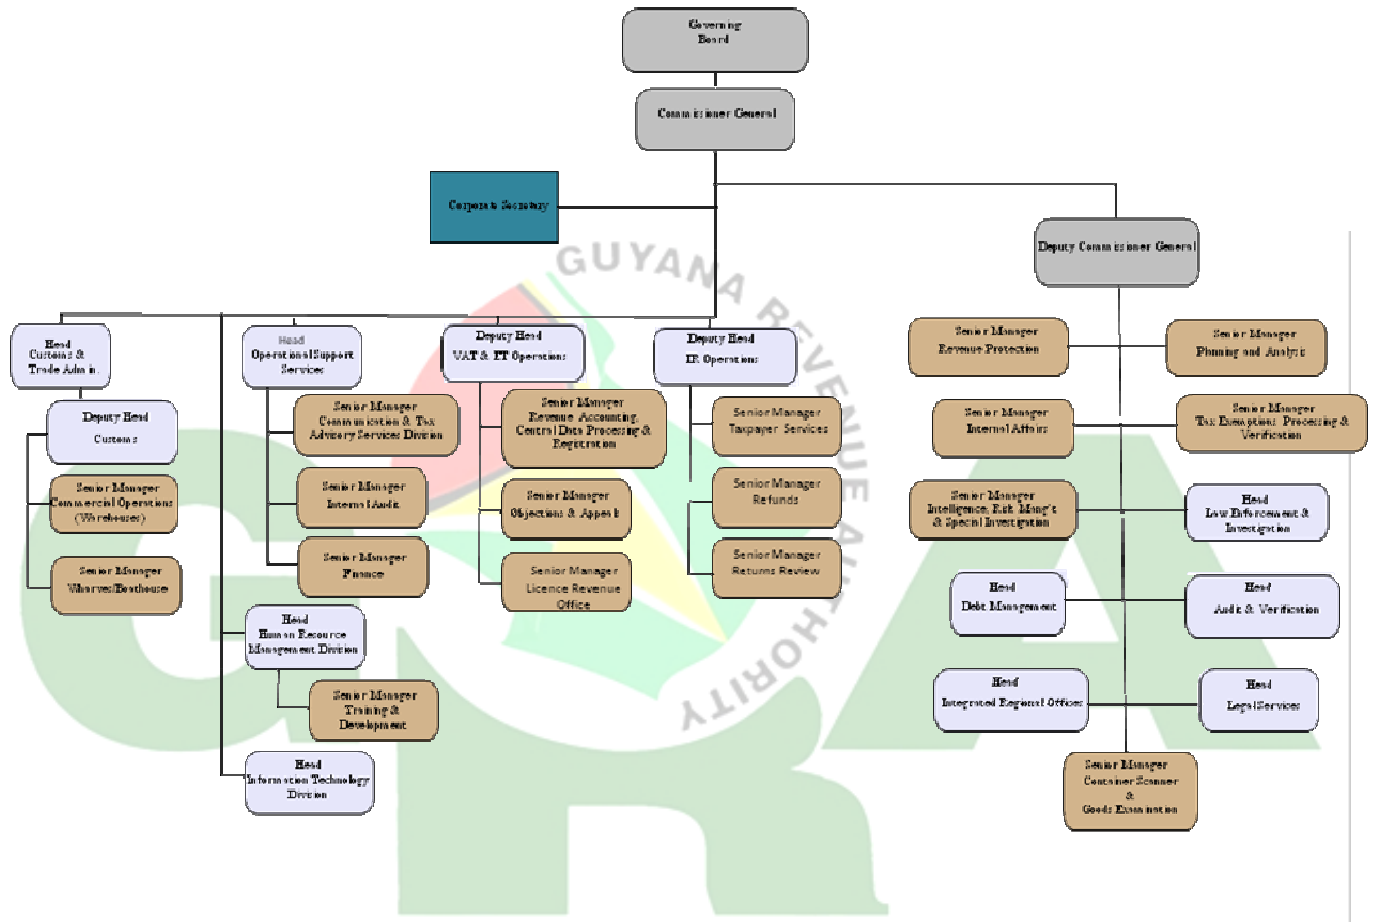 Governing
Board
Commissioner General
Corporate Secretary
Deputy Commissioner General
GUYANA REVENUE AUTHORITY
Head
Customs &
Trade Admin.
Deputy Head
Customs
Senior Manager
Commercial Operations
(Warehouses)
Senior Manager
Wharves/Boathouse
Head
Operational Support
Services
Senior Manager
Communication & Tax
Advisory Services Division
Senior Manager
Internal Audit
Senior Manager
Finance
Head
Human Resource
Management Division
Senior Manager
Training &
Development
Head
Information Technology
Division
Deputy Head
VAT & IT Operations
Senior Manager
Revenue Accounting,
Central Data Processing &
Registration
Senior Manager
Objections & Appeals
Senior Manager
Licence Revenue
Office
Deputy Head
IR Operations
Senior Manager
Taxpayer Services
Senior Manager
Refunds
Senior Manager
Returns Review
Senior Manager
Revenue Protection
Senior Manager
Planning and Analysis
Senior Manager
Internal Affairs
Senior Manager
Tax Exemptions Processing &
Verification
Senior Manager
Intelligence, Risk Mang't
& Special Investigation
Head
Law Enforcement &
Investigation
Head
Debt Management
Head
Audit & Verification
Head
Integrated Regional Offices
Head
Legal Services
Senior Manager
Container Scanner
&
Goods Examination
GRA